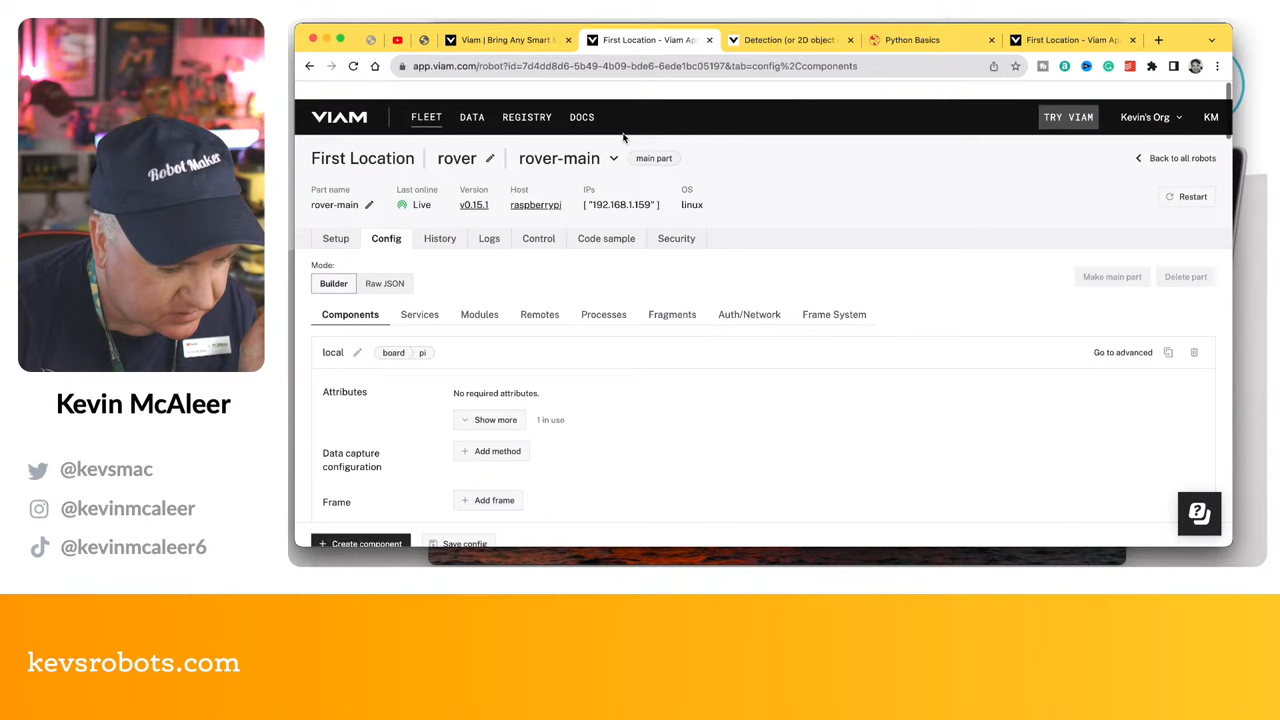 Robot Maker
Kevin McAleer
@kevsmac
@kevinmcaleer
@kevinmcaleer6
kevsrobots.com
Viam | Bring Any Smart M
First Location - Viam Ap
Detection (or 2D object
Python Basics
First Location - Viam Ap
app.viam.com/robot?id=7d4dd8d6-5b49-4b09-bde6-6ede1bc05197&tab=config%2Ccomponents
VIAM FLEET DATA REGISTRY DOCS TRY VIAM Kevin's Org KM
First Location rover rover-main main part Back to all robots
Part name Last online Version Host IPs OS
rover-main Live v0.15.1 raspberrypi [ "192.168.1.159" ] linux Restart
Setup Config History Logs Control Code sample Security
Mode:
Builder Raw JSON Make main part Delete part
Components Services Modules Remotes Processes Fragments Auth/Network Frame System
local board pi Go to advanced
Attributes No required attributes.
Show more 1 in use
Data capture Add method
configuration
Frame Add frame
Create component Save config